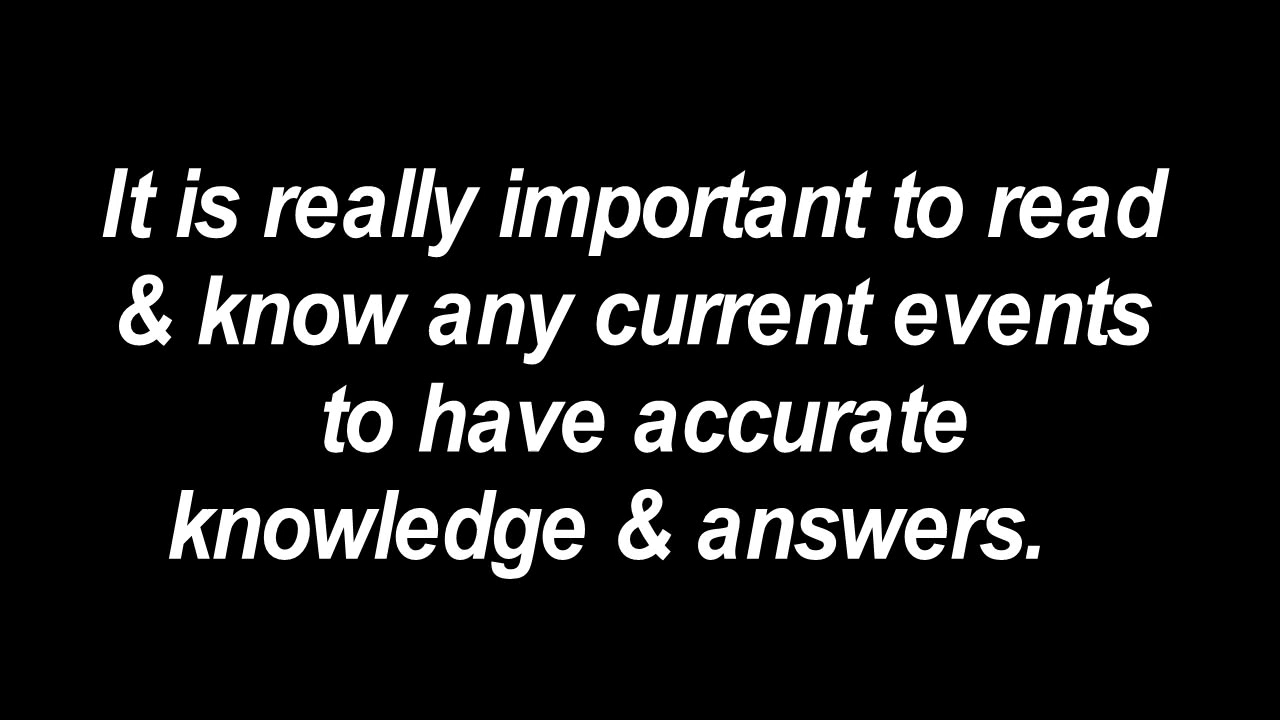 It is really important to read
& know any current events
to have accurate
knowledge & answers.